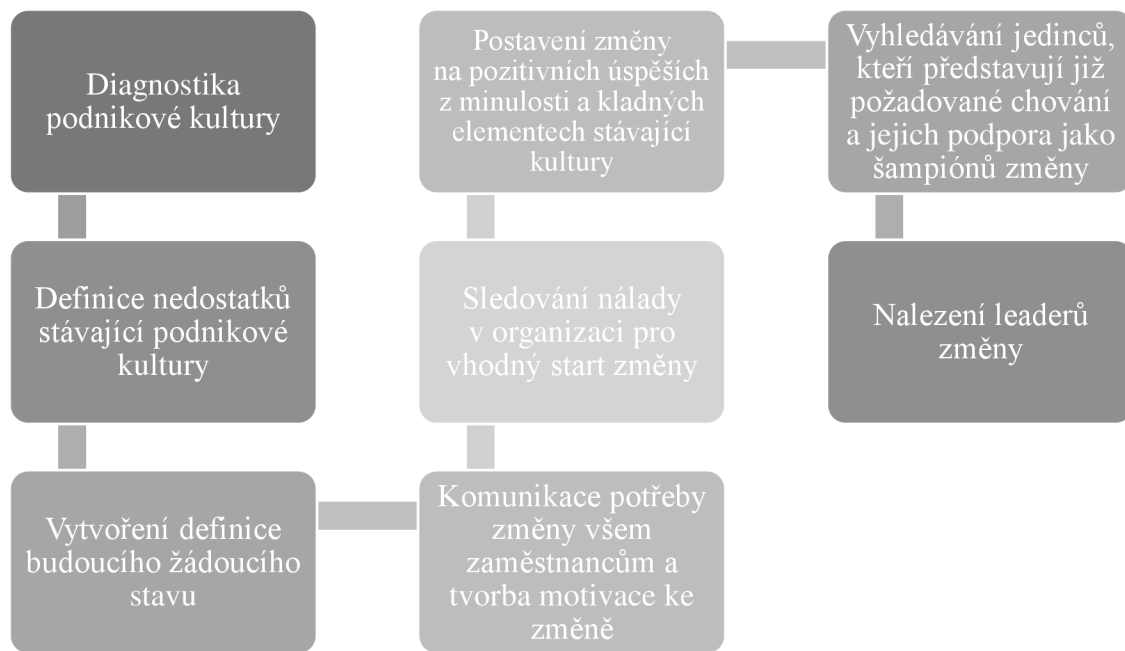 Diagnostika
podnikové kultury
Definice nedostatků
stávající podnikové
kultury
Vytvoření definice
budoucího žádoucího
stavu
Komunikace potřeby
změny všem
zaměstnancům a
tvorba motivace ke
změně
Sledování nálady
v organizaci pro
vhodný start změny
Postavení změny
na pozitivních úspěších
z minulosti a kladných
elementech stávající
kultury
Vyhledávání jedinců,
kteří představují již
požadované chování
a jejich podpora jako
šampiónů změny
Nalezení leaderů
změny